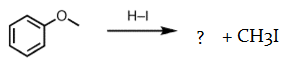 O
H–I
? + CH3I